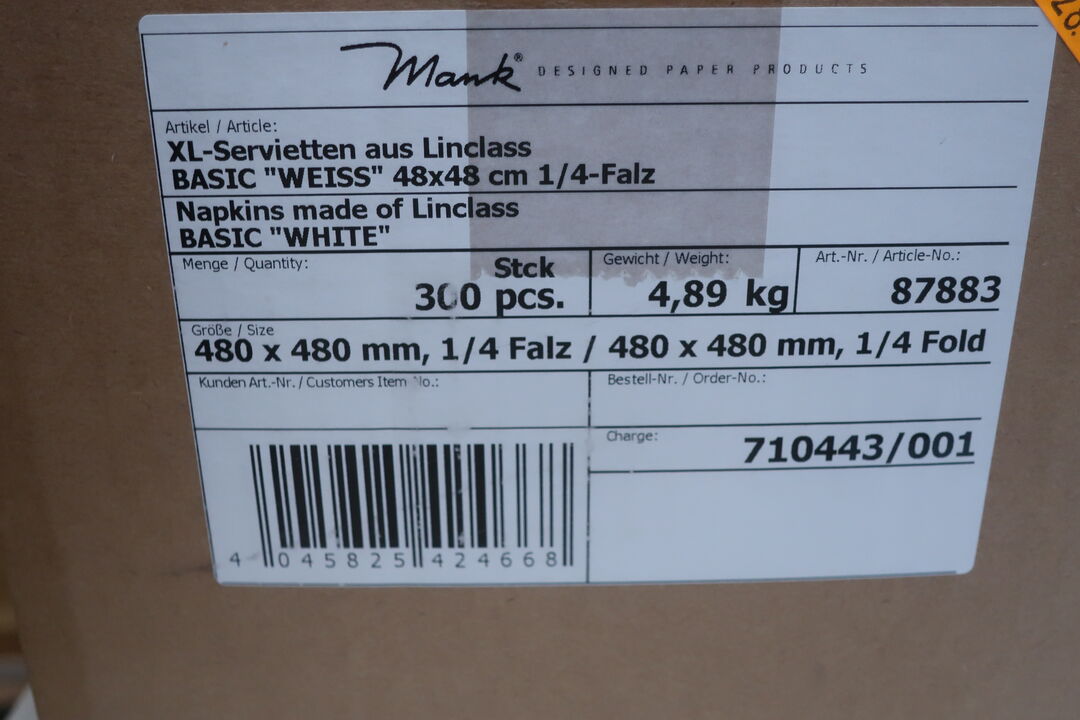 Mank® DESIGNED PAPER PRODUCTS
Artikel / Article:
XL-Servietten aus Linclass
BASIC "WEISS" 48x48 cm 1/4-Falz
Napkins made of Linclass
BASIC "WHITE"
Menge / Quantity:
Stck
300 pcs.
Gewicht / Weight:
4,89 kg
Art.-Nr. / Article-No.:
87883
Größe / Size
480 x 480 mm, 1/4 Falz / 480 x 480 mm, 1/4 Fold
Kunden Art.-Nr. / Customers Item No.:
Bestell-Nr. / Order-No.:
Charge:
710443/001
4 045825 424668